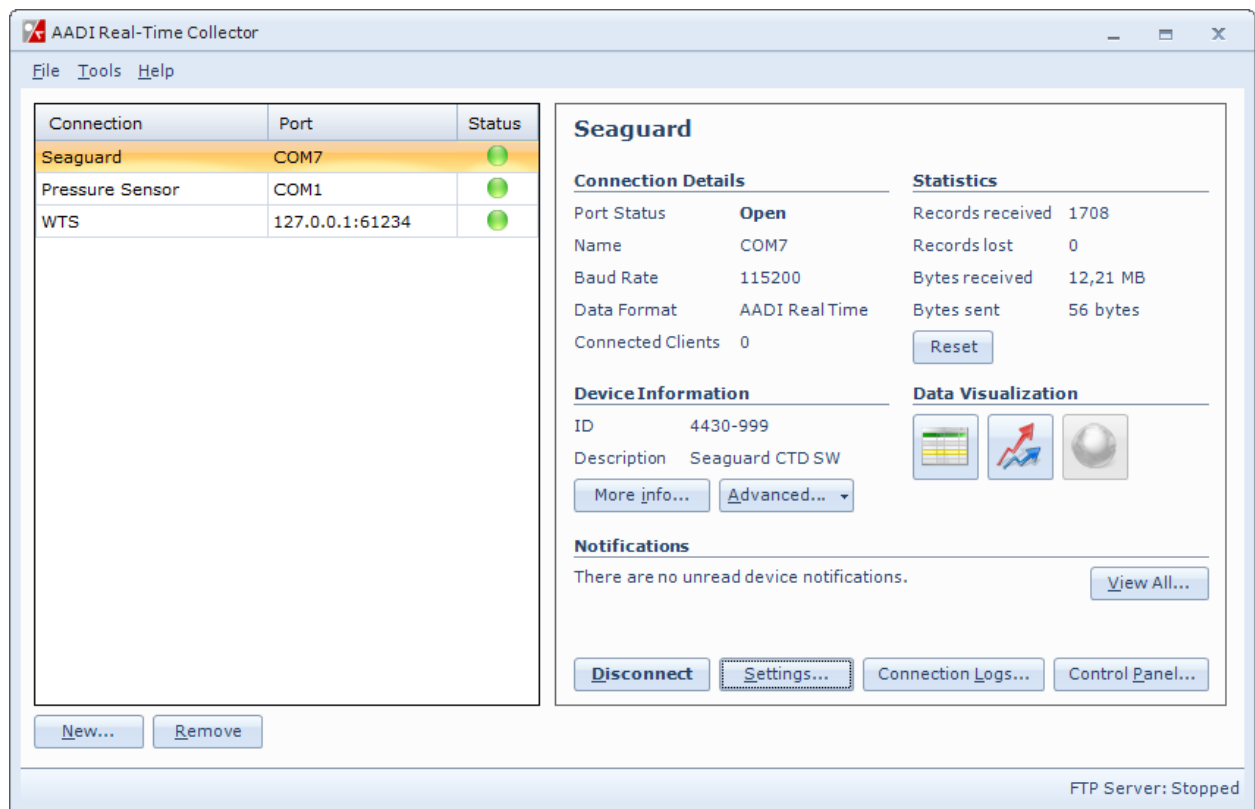 AADI Real-Time Collector
File Tools Help
Connection Port Status
Seaguard COM7
Pressure Sensor COM1
WTS 127.0.0.1:61234
New... Remove
Seaguard
Connection Details
Port Status Open
Name COM7
Baud Rate 115200
Data Format AADI Real Time
Connected Clients 0
Statistics
Records received 1708
Records lost 0
Bytes received 12,21 MB
Bytes sent 56 bytes
Reset
Device Information
ID 4430-999
Description Seaguard CTD SW
More info... Advanced...
Data Visualization
Notifications
There are no unread device notifications.
View All...
Disconnect Settings... Connection Logs... Control Panel...
FTP Server: Stopped